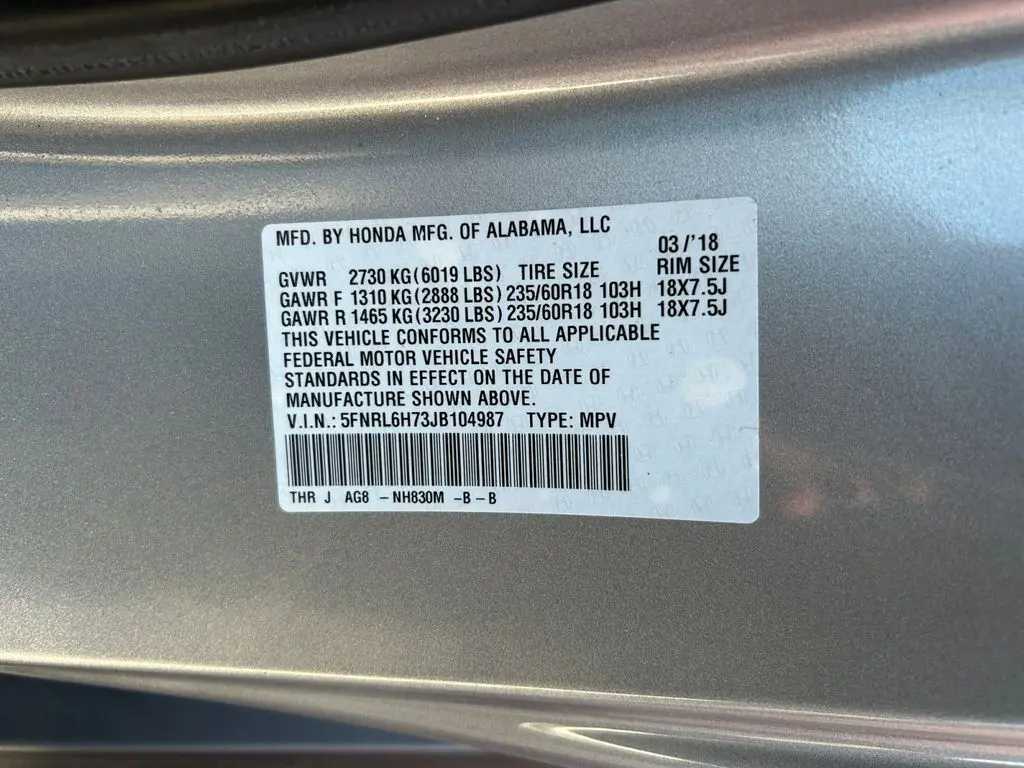 MFD. BY HONDA MFG. OF ALABAMA, LLC
03/'18
GVWR 2730 KG (6019 LBS) TIRE SIZE RIM SIZE
GAWR F 1310 KG (2888 LBS) 235/60R18 103H 18X7.5J
GAWR R 1465 KG (3230 LBS) 235/60R18 103H 18X7.5J
THIS VEHICLE CONFORMS TO ALL APPLICABLE
FEDERAL MOTOR VEHICLE SAFETY
STANDARDS IN EFFECT ON THE DATE OF
MANUFACTURE SHOWN ABOVE.
V.I.N.: 5FNRL6H73JB104987 TYPE: MPV
THR J AG8 - NH830M - B - B